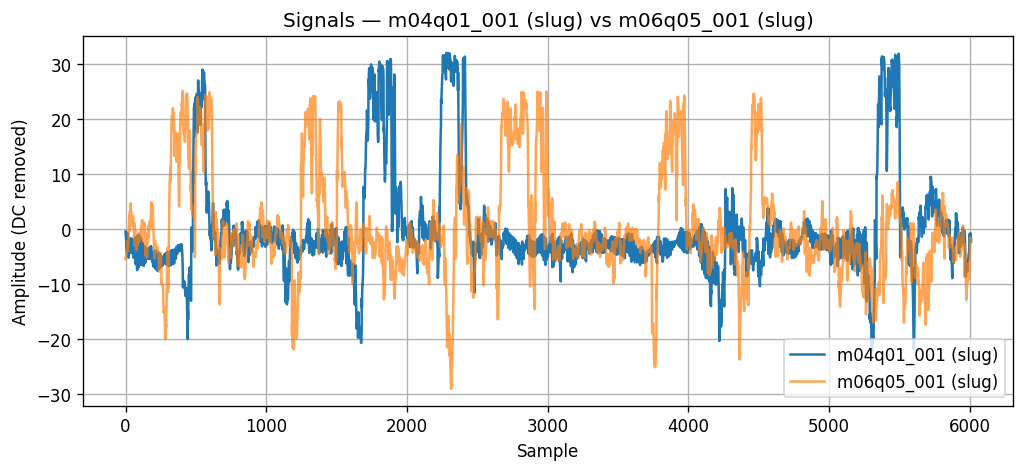 Signals — m04q01_001 (slug) vs m06q05_001 (slug)
Amplitude (DC removed)
30
20
10
0
−10
−20
−30
0 1000 2000 3000 4000 5000 6000
Sample
m04q01_001 (slug)
m06q05_001 (slug)